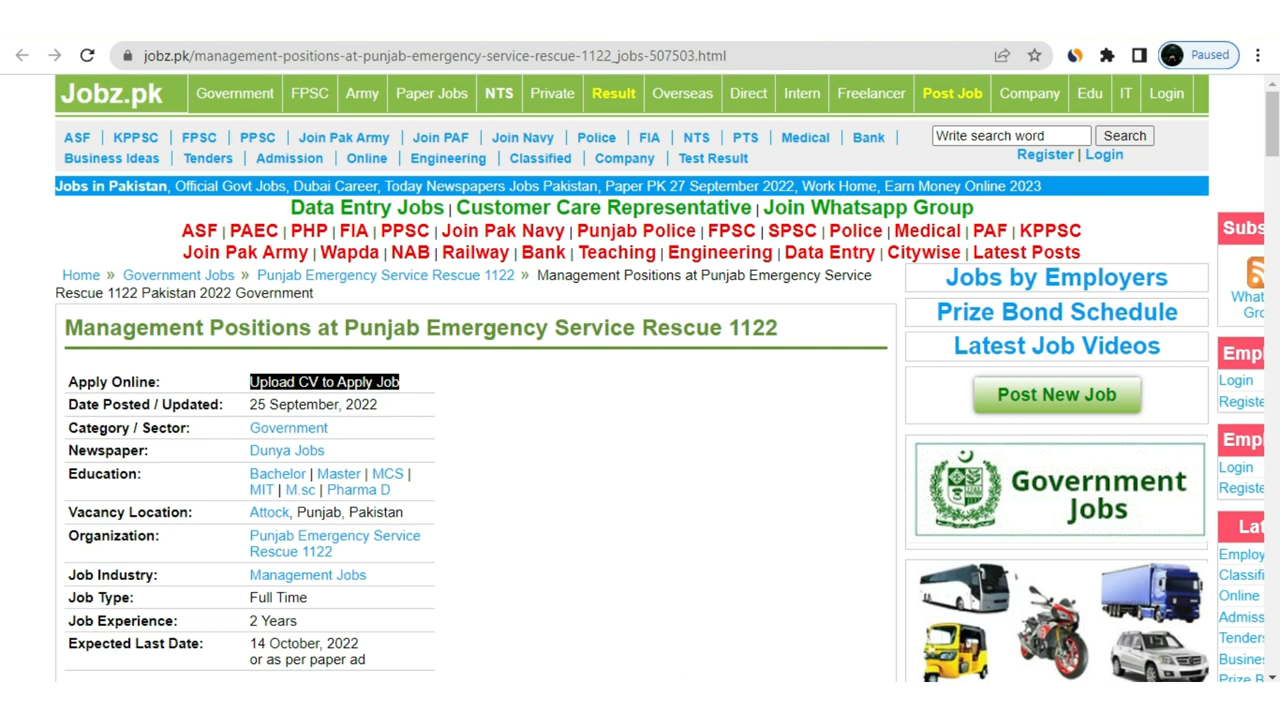 jobz.pk/management-positions-at-punjab-emergency-service-rescue-1122_jobs-507503.html
Paused
Jobz.pk
Government FPSC Army Paper Jobs NTS Private Result Overseas Direct Intern Freelancer Post Job Company Edu IT Login
ASF | KPPSC | FPSC | PPSC | Join Pak Army | Join PAF | Join Navy | Police | FIA | NTS | PTS | Medical | Bank |
Business Ideas | Tenders | Admission | Online | Engineering | Classified | Company | Test Result
Write search word Search
Register | Login
Jobs in Pakistan, Official Govt Jobs, Dubai Career, Today Newspapers Jobs Pakistan, Paper PK 27 September 2022, Work Home, Earn Money Online 2023
Data Entry Jobs | Customer Care Representative | Join Whatsapp Group
ASF | PAEC | PHP | FIA | PPSC | Join Pak Navy | Punjab Police | FPSC | SPSC | Police | Medical | PAF | KPPSC
Join Pak Army | Wapda | NAB | Railway | Bank | Teaching | Engineering | Data Entry | Citywise | Latest Posts
Home » Government Jobs » Punjab Emergency Service Rescue 1122 » Management Positions at Punjab Emergency Service
Rescue 1122 Pakistan 2022 Government
Management Positions at Punjab Emergency Service Rescue 1122
Apply Online: Upload CV to Apply Job
Date Posted / Updated: 25 September, 2022
Category / Sector: Government
Newspaper: Dunya Jobs
Education: Bachelor | Master | MCS |
MIT | M.sc | Pharma D
Vacancy Location: Attock, Punjab, Pakistan
Organization: Punjab Emergency Service
Rescue 1122
Job Industry: Management Jobs
Job Type: Full Time
Job Experience: 2 Years
Expected Last Date: 14 October, 2022
or as per paper ad
Jobs by Employers
Prize Bond Schedule
Latest Job Videos
Post New Job
Government
Jobs
Subs
What
Gro
Empl
Login
Registe
Empl
Login
Registe
Lat
Employ
Classifi
Online
Admiss
Tender
Busine
Prize B